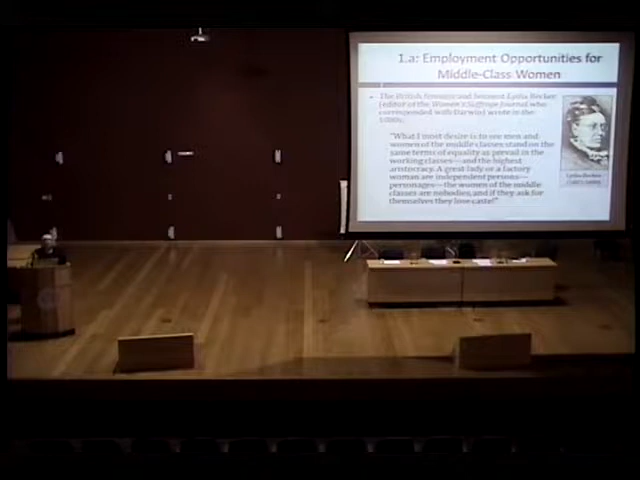 1.a: Employment Opportunities for
Middle-Class Women
The British feminist and botanist Lydia Becker
(editor of the Women's Suffrage Journal who
corresponded with Darwin) wrote in the
"What I most desire is to see men and
women of the middle classes stand on the
same terms of equality as prevail in the
working classes—and the highest
aristocracy. A great lady or a factory
woman are independent persons—
personages—the women of the middle
classes are nobodies, and if they ask for
themselves they lose caste!"
Lydia Becker